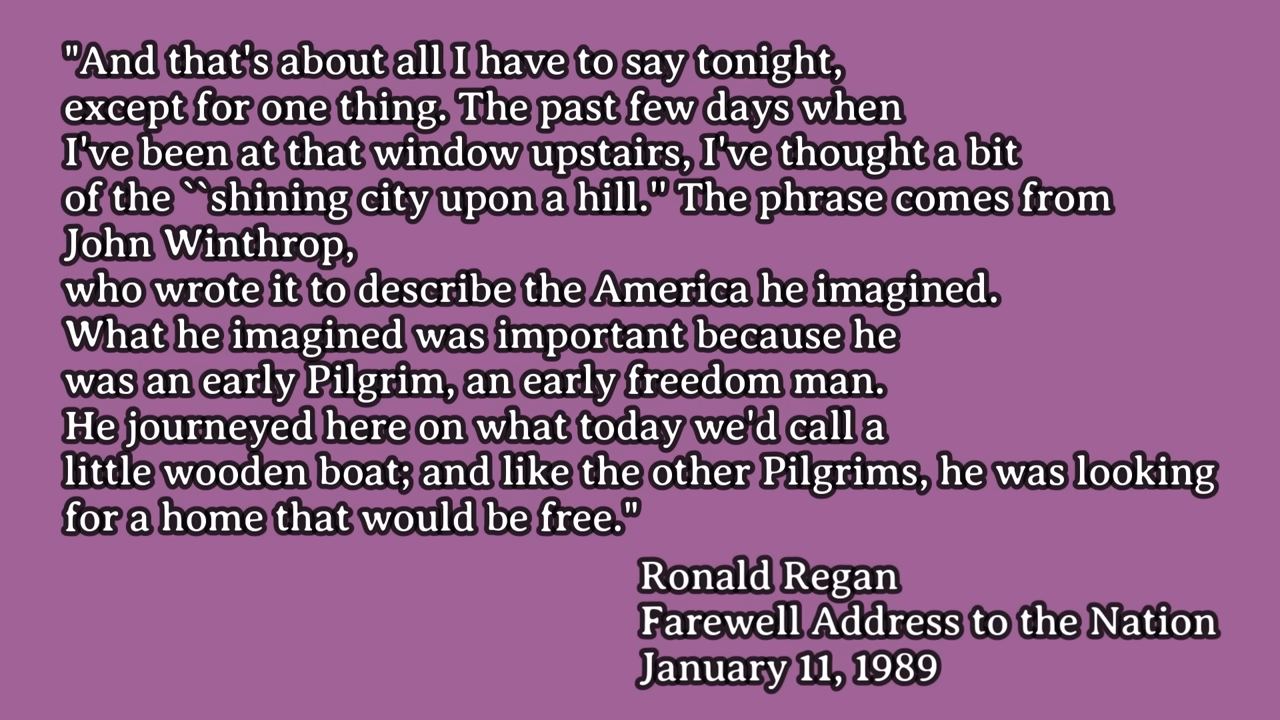 "And that's about all I have to say tonight,
except for one thing. The past few days when
I've been at that window upstairs, I've thought a bit
of the ``shining city upon a hill." The phrase comes from
John Winthrop,
who wrote it to describe the America he imagined.
What he imagined was important because he
was an early Pilgrim, an early freedom man.
He journeyed here on what today we'd call a
little wooden boat; and like the other Pilgrims, he was looking
for a home that would be free."
Ronald Regan
Farewell Address to the Nation
January 11, 1989